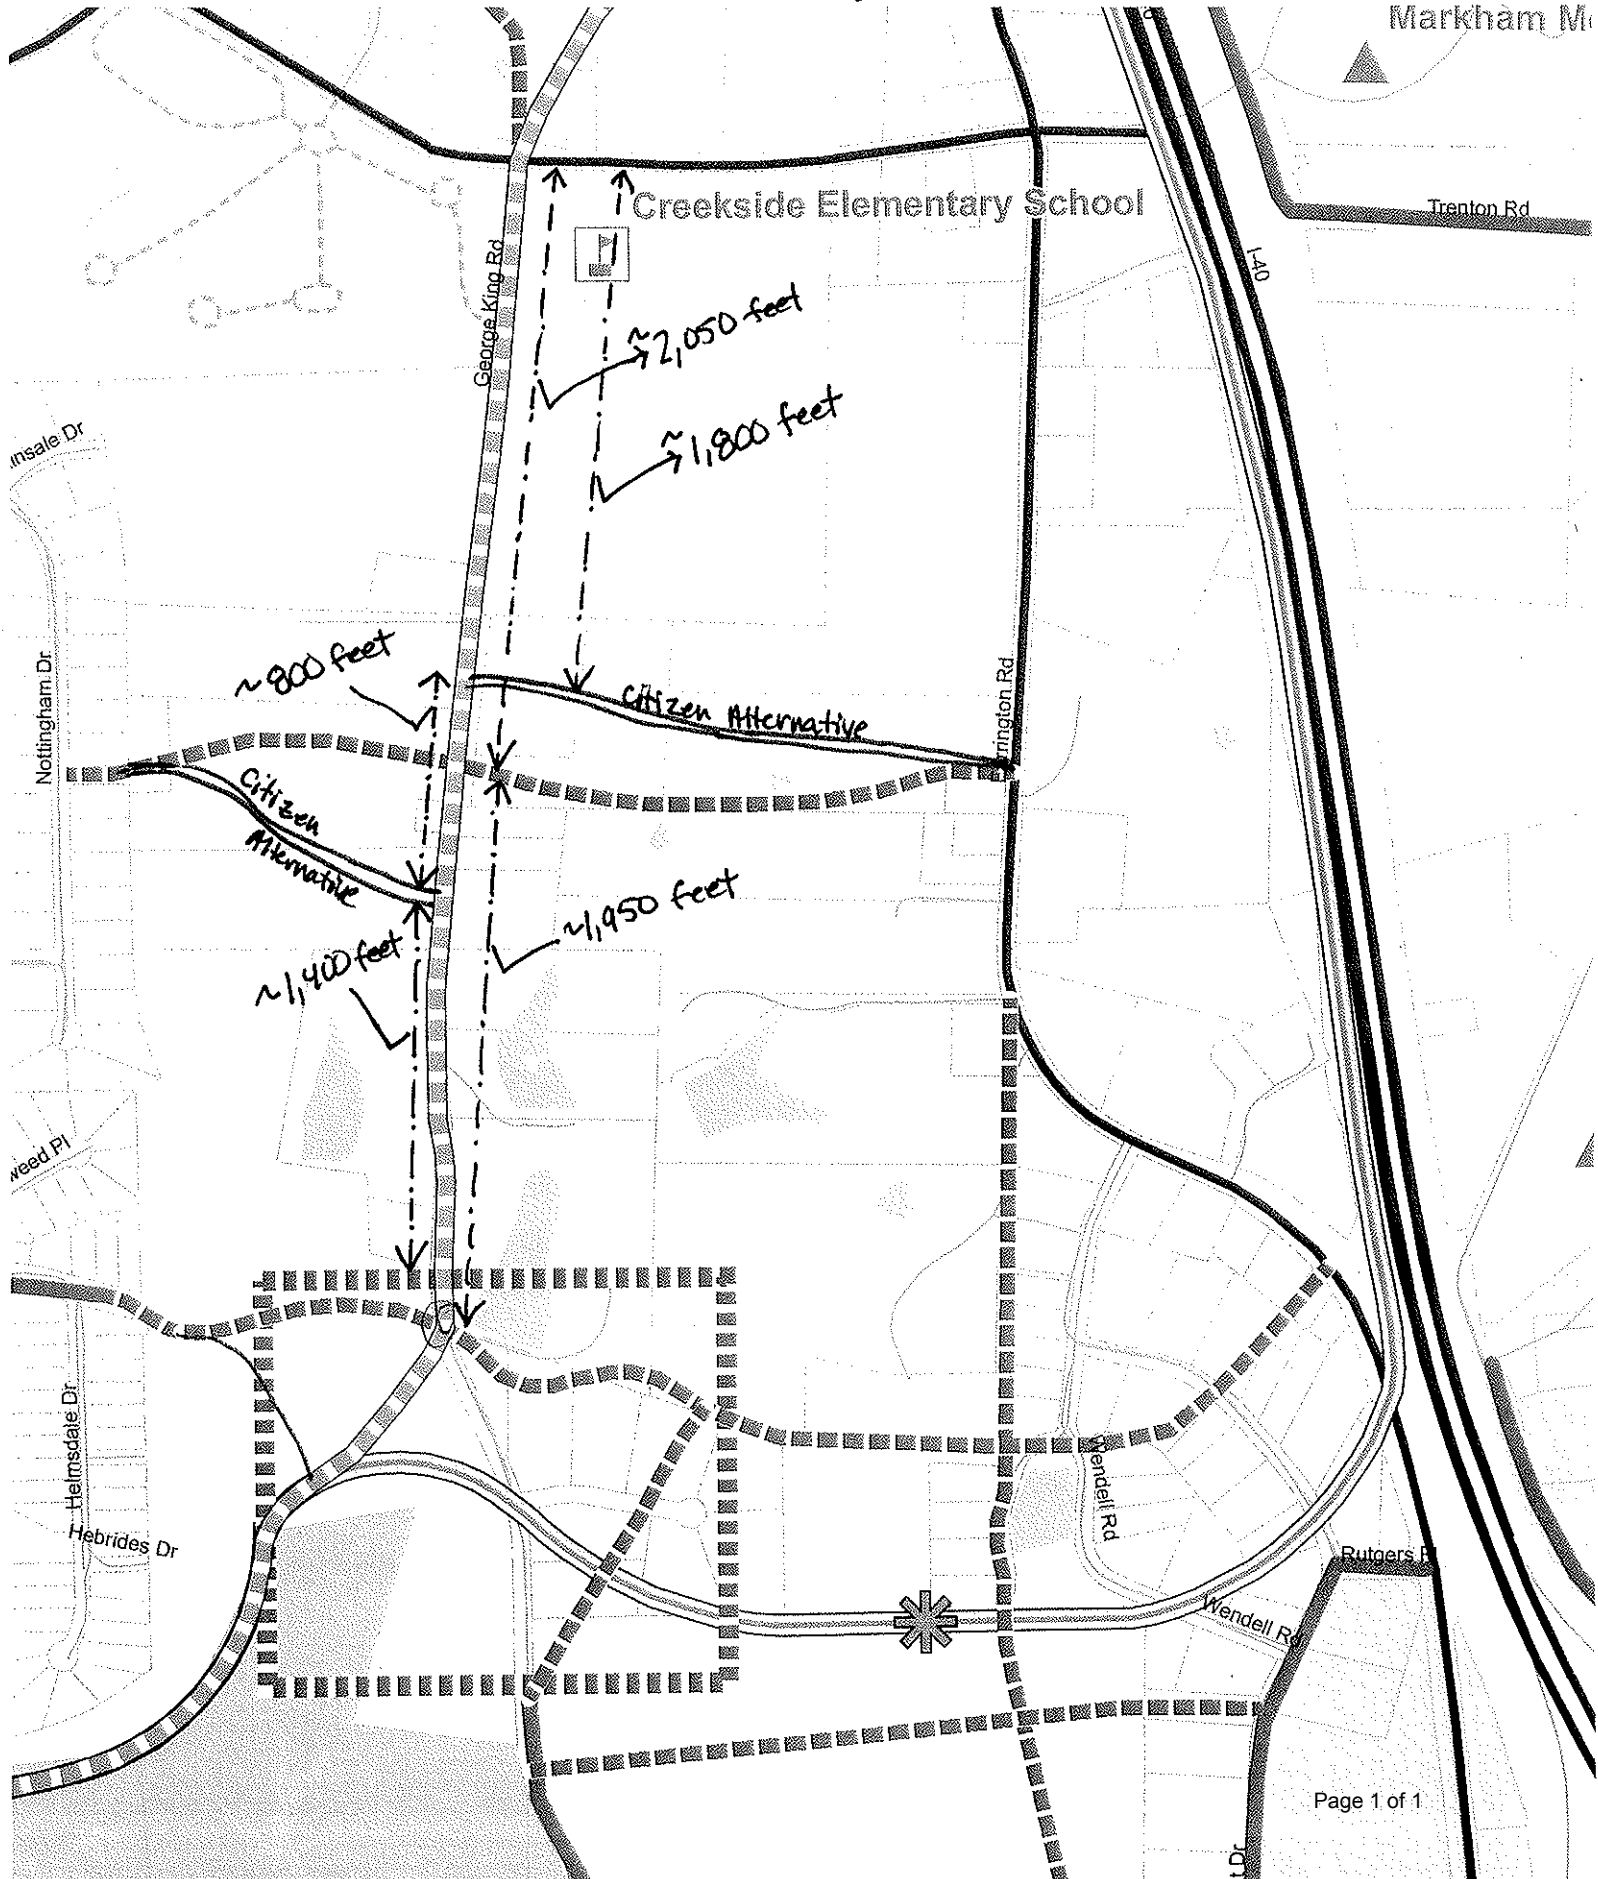 Markham M
Creekside Elementary School
Trenton Rd
I-40
George King Rd
~2,050 feet
~1,800 feet
insale Dr
~800 feet
Nottingham Dr
Citizen Alternative
rrington Rd
Citizen
Alternative
~1,950 feet
~1,400 feet
weed Pl
Helmsdale Dr
Hebrides Dr
Wendell Rd
Rutgers
Wendell Rd
Page 1 of 1
t Dr